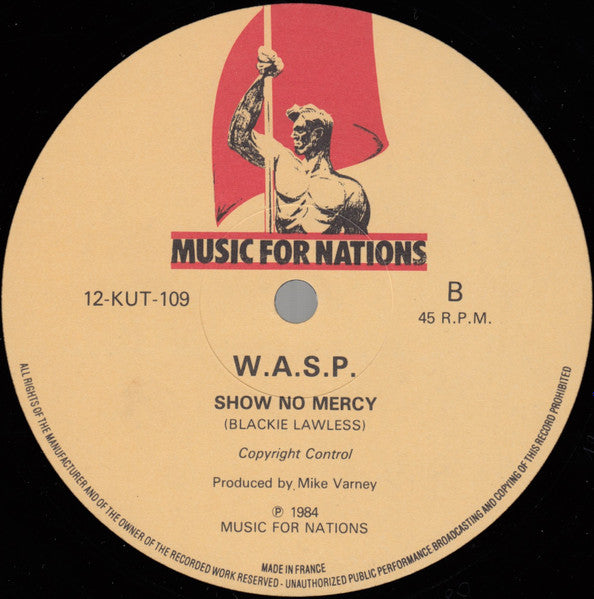 MUSIC FOR NATIONS
12-KUT-109
B
45 R.P.M.
W.A.S.P.
SHOW NO MERCY
(BLACKIE LAWLESS)
Copyright Control
Produced by Mike Varney
℗ 1984
MUSIC FOR NATIONS
MADE IN FRANCE
ALL RIGHTS OF THE MANUFACTURER AND OF THE OWNER OF THE RECORDED WORK RESERVED - UNAUTHORIZED PUBLIC PERFORMANCE BROADCASTING AND COPYING OF THIS RECORD PROHIBITED